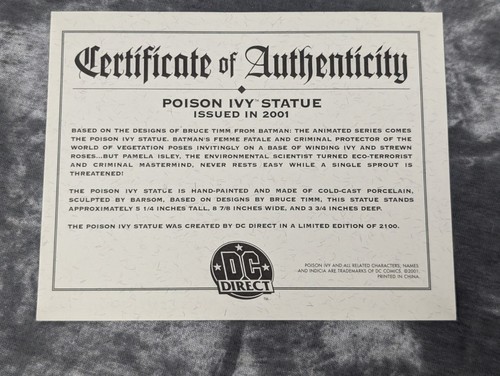 Certificate of Authenticity
POISON IVY™ STATUE
ISSUED IN 2001
BASED ON THE DESIGNS OF BRUCE TIMM FROM BATMAN: THE ANIMATED SERIES COMES
THE POISON IVY STATUE. BATMAN'S FEMME FATALE AND CRIMINAL PROTECTOR OF THE
WORLD OF VEGETATION POSES INVITINGLY ON A BASE OF WINDING IVY AND STREWN
ROSES...BUT PAMELA ISLEY, THE ENVIRONMENTAL SCIENTIST TURNED ECO-TERRORIST
AND CRIMINAL MASTERMIND, NEVER RESTS EASY WHILE A SINGLE SPROUT IS
THREATENED!
THE POISON IVY STATUE IS HAND-PAINTED AND MADE OF COLD-CAST PORCELAIN,
SCULPTED BY BARSOM, BASED ON DESIGNS BY BRUCE TIMM, THIS STATUE STANDS
APPROXIMATELY 5 1/4 INCHES TALL, 8 7/8 INCHES WIDE, AND 3 3/4 INCHES DEEP.
THE POISON IVY STATUE WAS CREATED BY DC DIRECT IN A LIMITED EDITION OF 2100.
DC
DIRECT
™
POISON IVY AND ALL RELATED CHARACTERS, NAMES
AND INDICIA ARE TRADEMARKS OF DC COMICS. ©2001.
PRINTED IN CHINA.